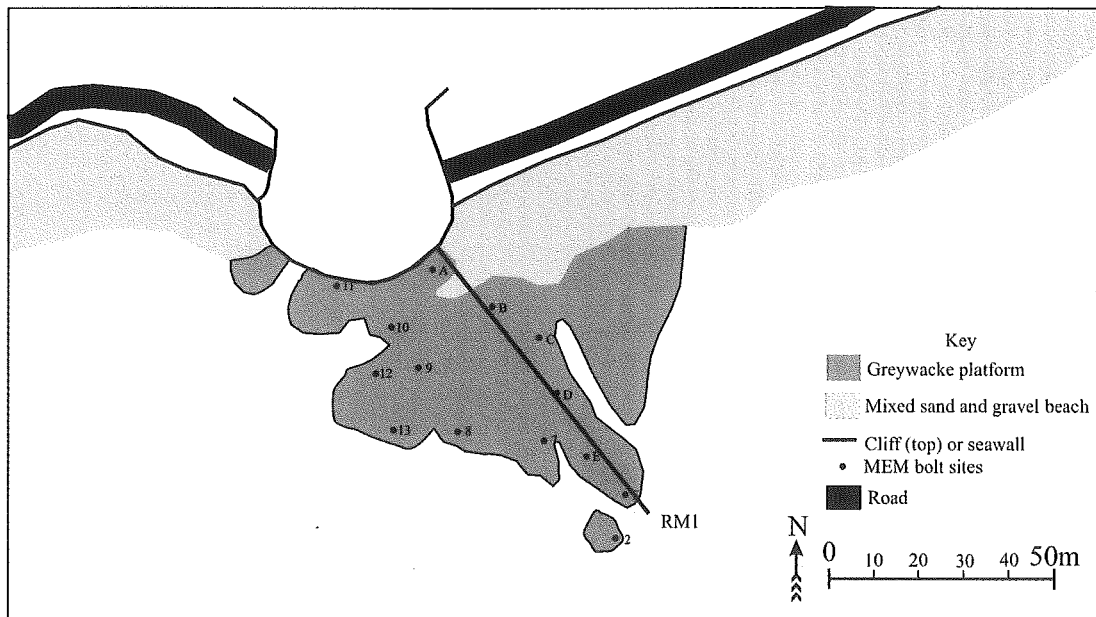 A
11
B
10
C
12
9
D
13
8
7
E
2
RM1
Key
Greywacke platform
Mixed sand and gravel beach
Cliff (top) or seawall
MEM bolt sites
Road
N
0 10 20 30 40 50m